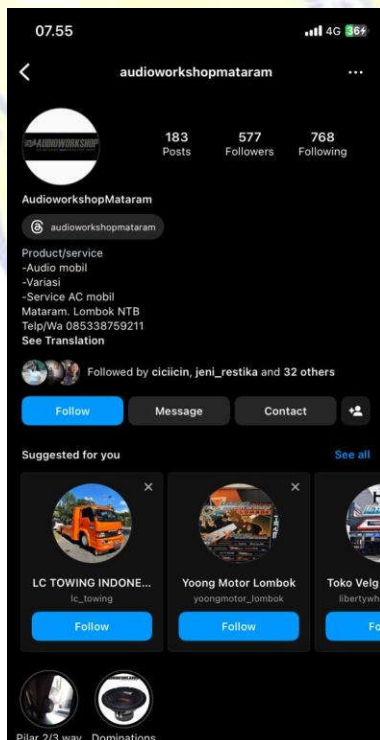 07.55
4G 36
audioworkshopmataram
AUDIOWORKSHOP
183 577 768
Posts Followers Following
AudioworkshopMataram
audioworkshopmataram
Product/service
-Audio mobil
-Variasi
-Service AC mobil
Mataram. Lombok NTB
Telp/Wa 085338759211
See Translation
Followed by ciciicin, jeni_restika and 32 others
Follow Message Contact
Suggested for you See all
LC TOWING INDONE... Yoong Motor Lombok Toko Velg
lc_towing yoongmotor_lombok libertywh
Follow Follow Fo
Pilar 2/3 way Dominations